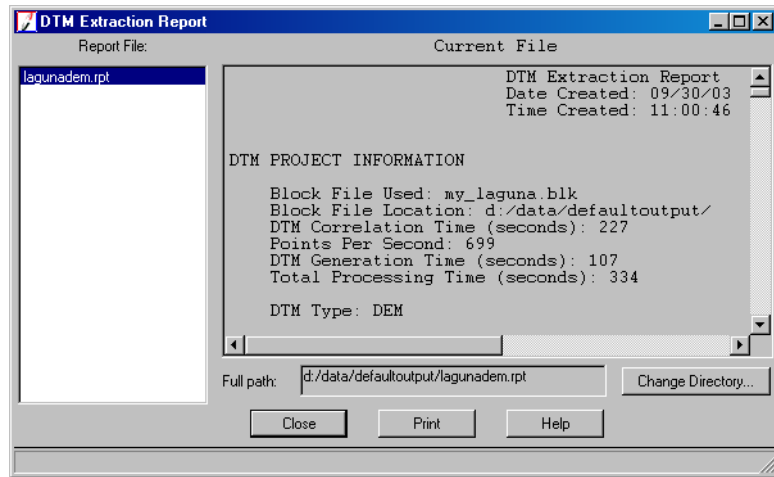 DTM Extraction Report
Report File:
Current File
lagunadem.rpt
DTM Extraction Report
Date Created: 09/30/03
Time Created: 11:00:46
DTM PROJECT INFORMATION
Block File Used: my_laguna.blk
Block File Location: d:/data/defaultoutput/
DTM Correlation Time (seconds): 227
Points Per Second: 699
DTM Generation Time (seconds): 107
Total Processing Time (seconds): 334
DTM Type: DEM
Full path: d:/data/defaultoutput/lagunadem.rpt Change Directory...
Close Print Help